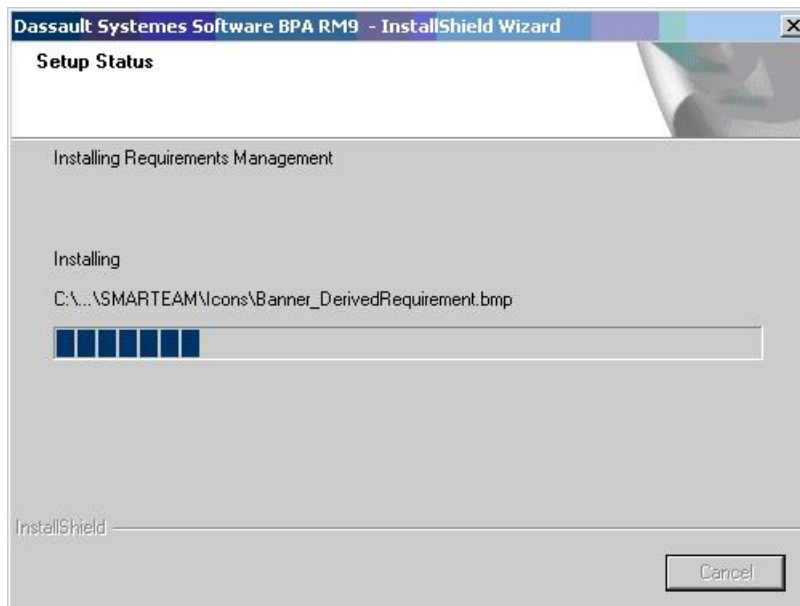 Dassault Systemes Software BPA RM9 - InstallShield Wizard
Setup Status
Installing Requirements Management
Installing
C:\...\SMARTEAM\Icons\Banner_DerivedRequirement.bmp
InstallShield
Cancel